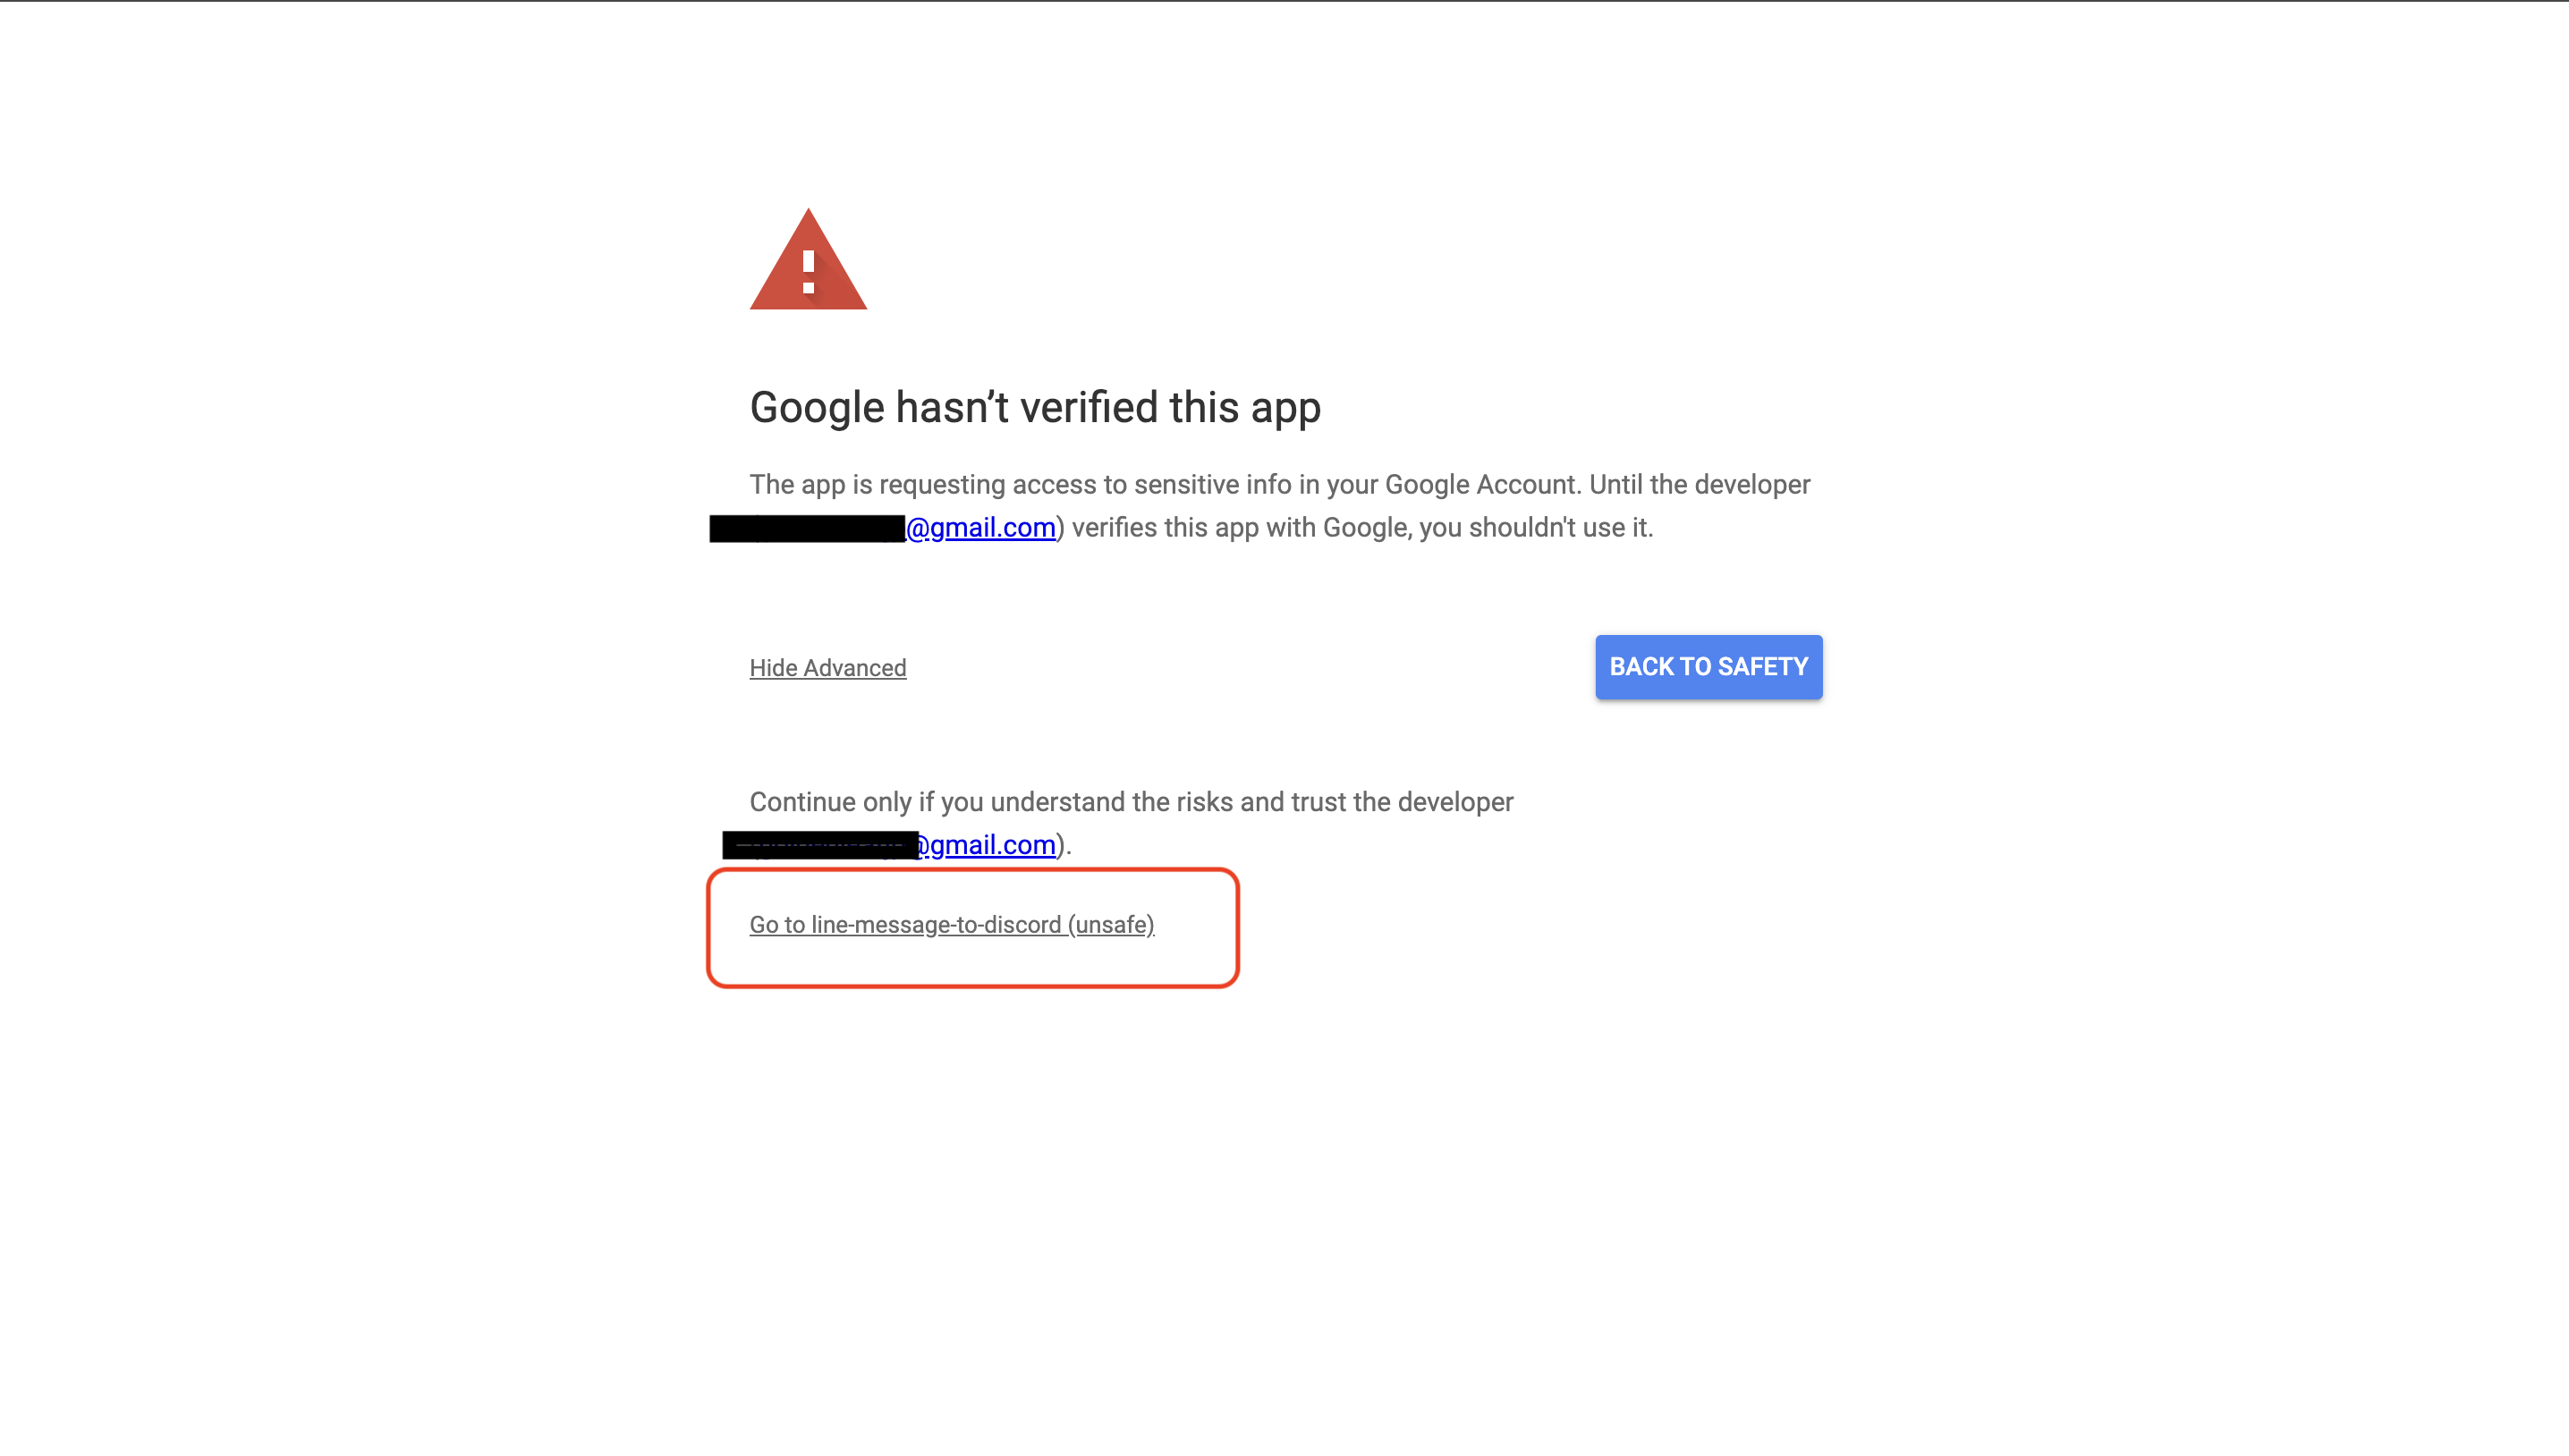 Google hasn’t verified this app
The app is requesting access to sensitive info in your Google Account. Until the developer
@gmail.com) verifies this app with Google, you shouldn't use it.
Hide Advanced
BACK TO SAFETY
Continue only if you understand the risks and trust the developer
@gmail.com).
Go to line-message-to-discord (unsafe)